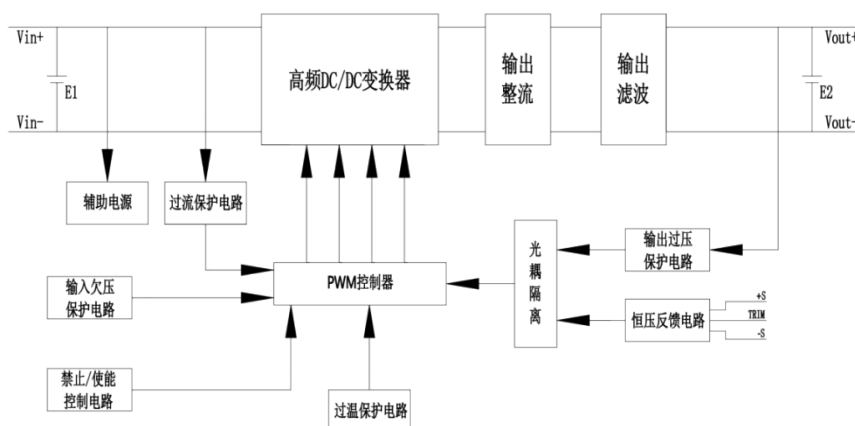 Vin+
Vout+
E1
高频DC/DC变换器
输出
整流
输出
滤波
E2
Vin-
Vout-
辅助电源
过流保护电路
光
耦
隔
离
输出过压
保护电路
PWM控制器
输入欠压
保护电路
恒压反馈电路
+S
TRIM
-S
禁止/使能
控制电路
过温保护电路